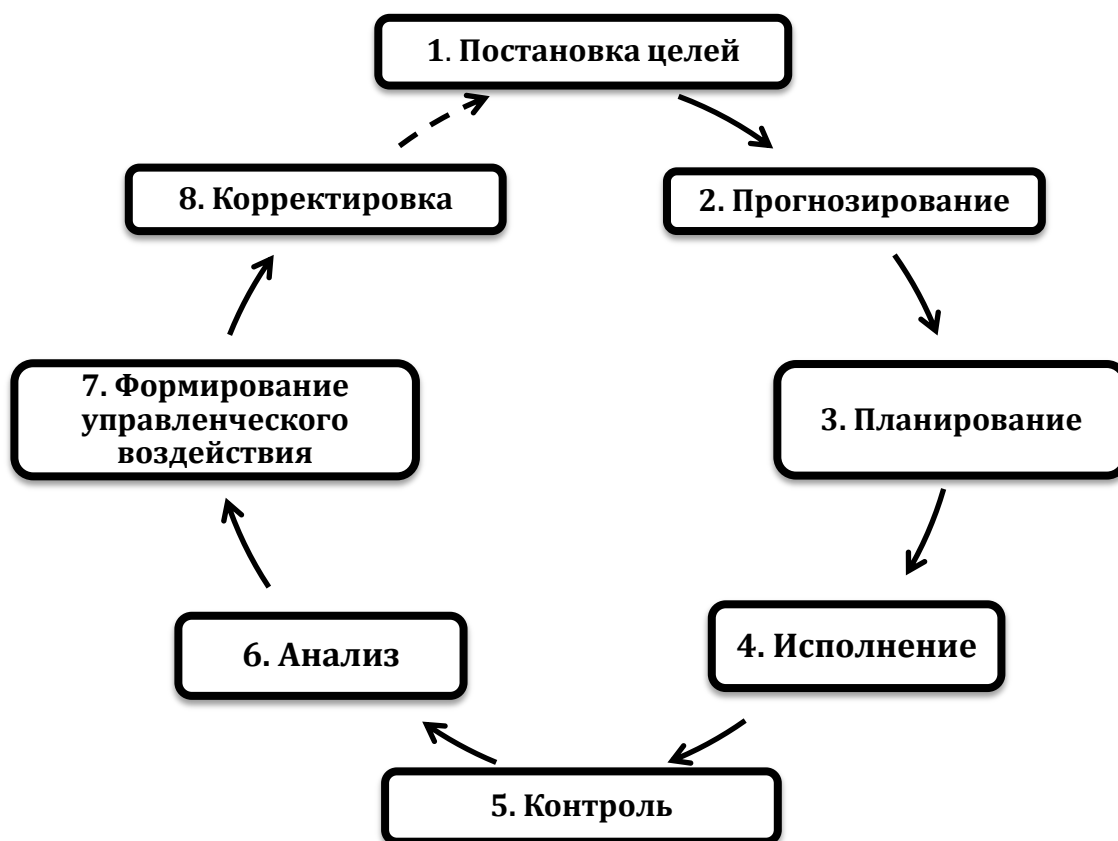 1. Постановка целей
2. Прогнозирование
3. Планирование
4. Исполнение
5. Контроль
6. Анализ
7. Формирование
управленческого
воздействия
8. Корректировка